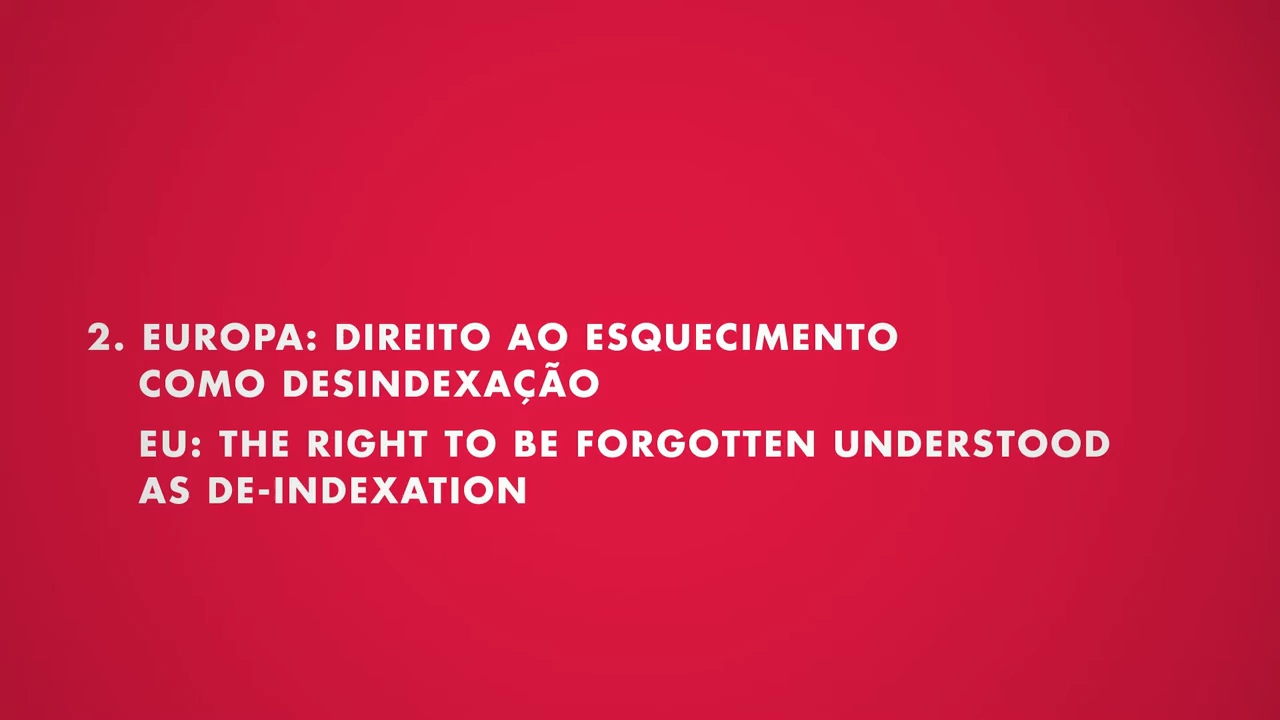 2. EUROPA: DIREITO AO ESQUECIMENTO
COMO DESINDEXAÇÃO
EU: THE RIGHT TO BE FORGOTTEN UNDERSTOOD
AS DE-INDEXATION